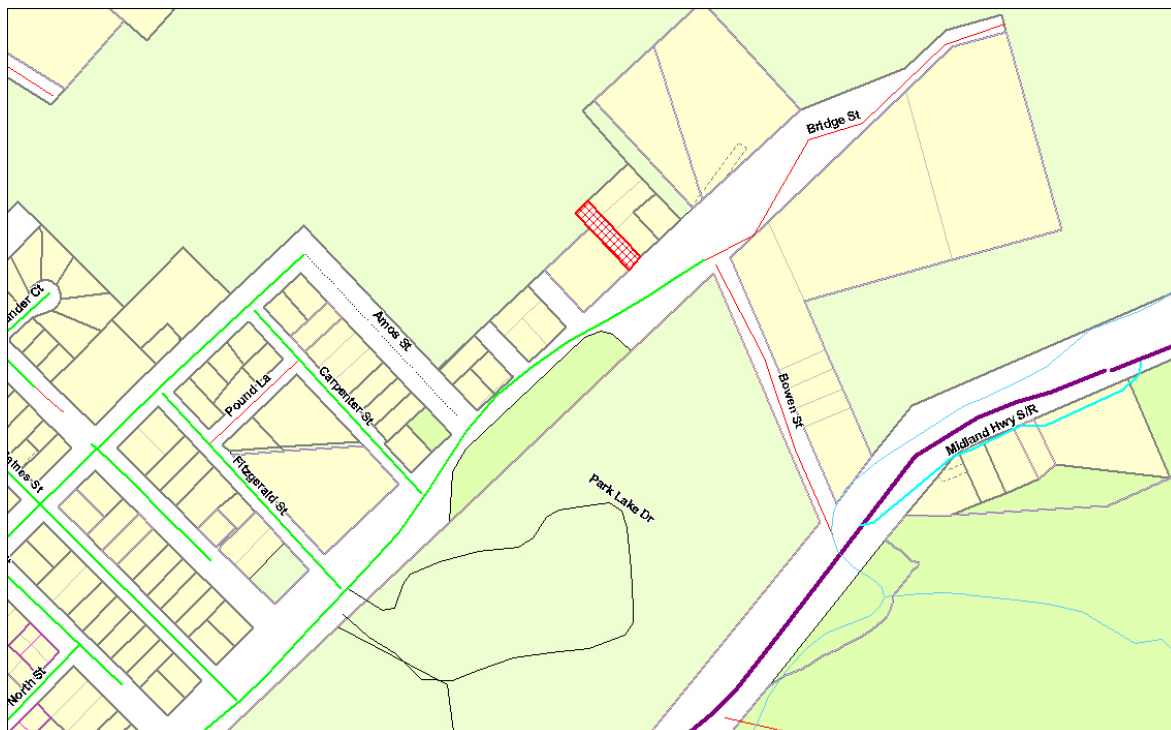 Bridge St
Amos St
Pound La
Carpenter St
Bowen St
Midland Hwy S/R
Fitzgerald St
Park Lake Dr
North St